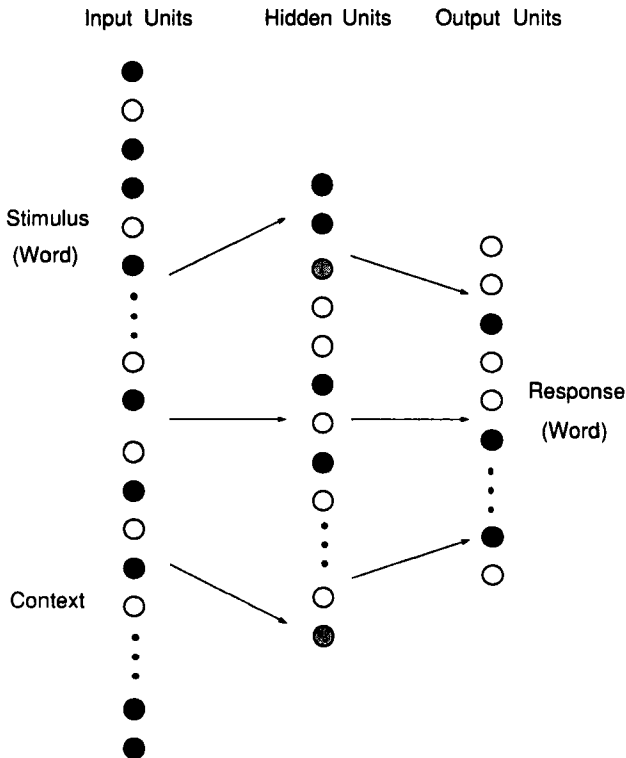 Input Units
Hidden Units
Output Units
Stimulus
(Word)
Response
(Word)
Context